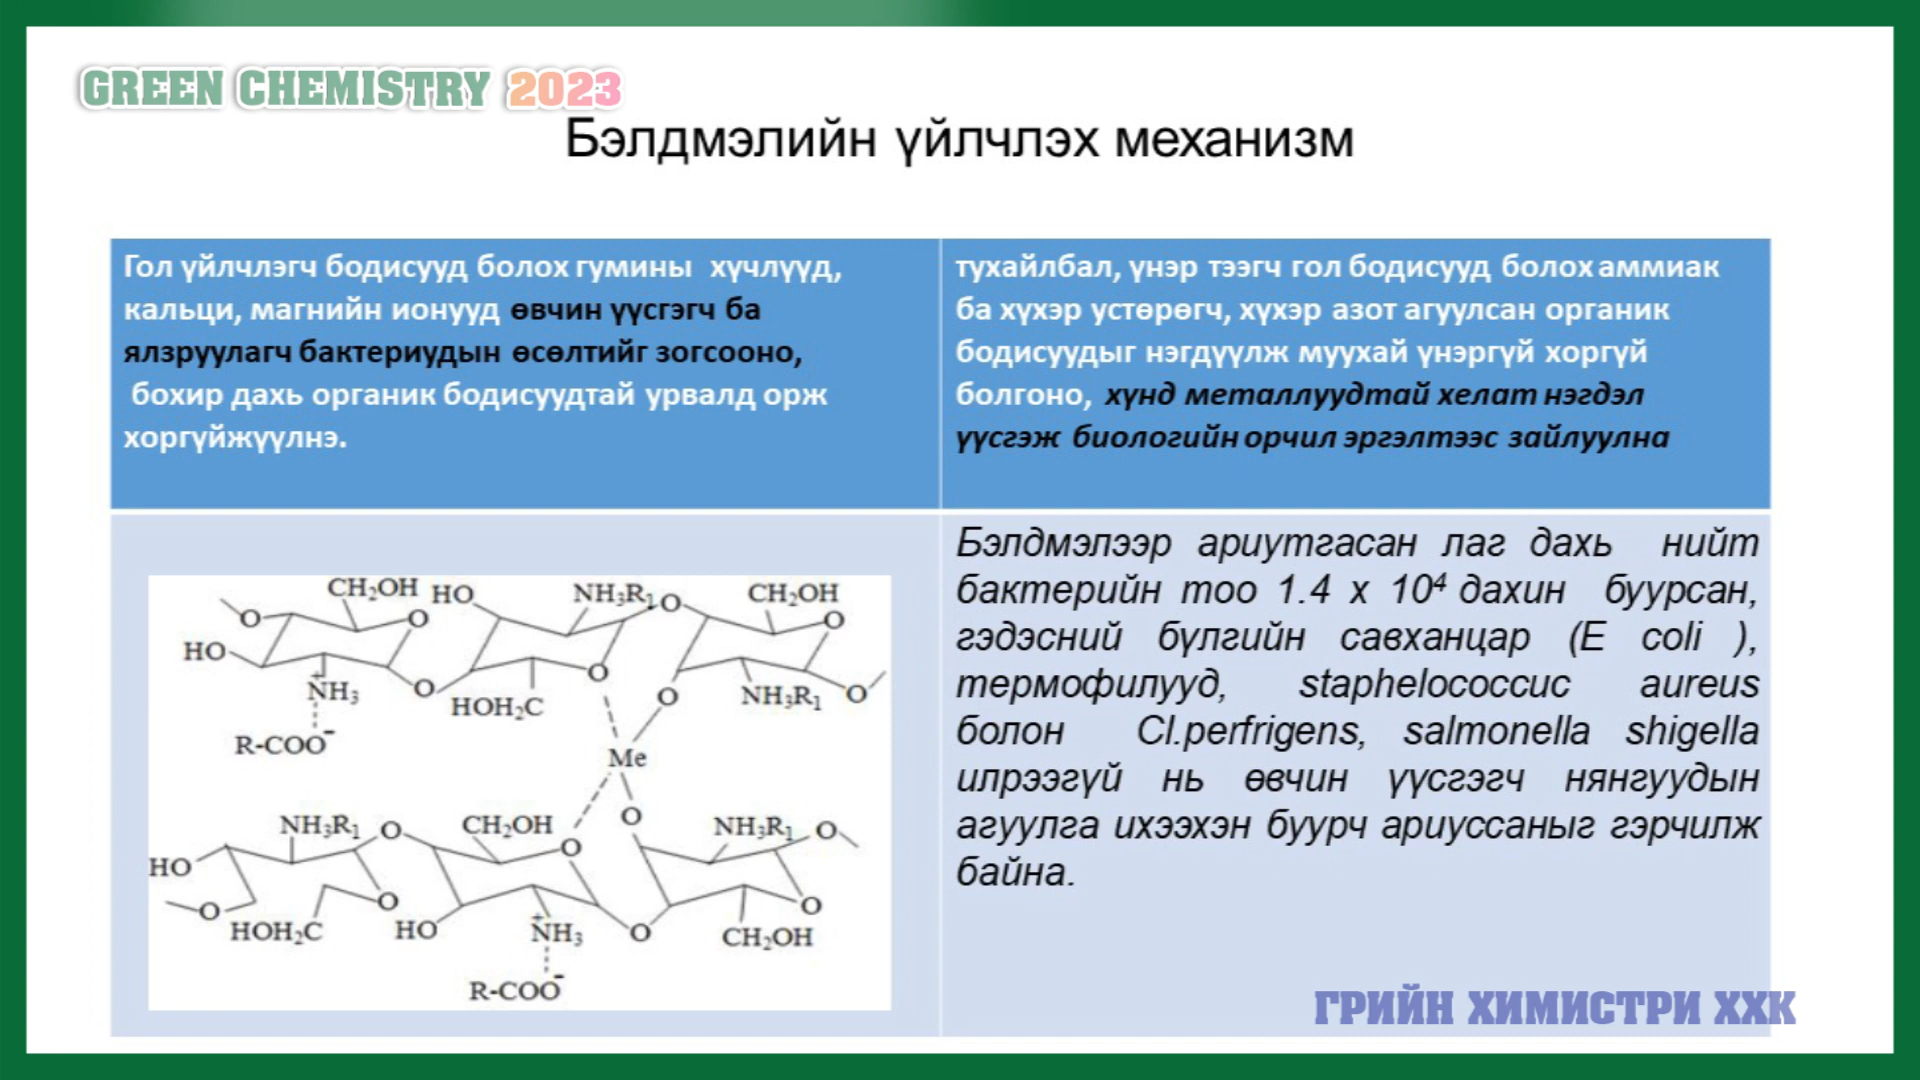 GREEN CHEMISTRY 2023
Бэлдмэлийн үйлчлэх механизм
Гол үйлчлэгч бодисууд болох гумины хүчлүүд,
кальци, магнийн ионууд өвчин үүсгэгч ба
ялзруулагч бактериудын өсөлтийг зогсооно,
бохир дахь органик бодисуудтай урвалд орж
хоргүйжүүлнэ.
тухайлбал, үнэр тээгч гол бодисууд болох аммиак
ба хүхэр устөрөгч, хүхэр азот агуулсан органик
бодисуудыг нэгдүүлж муухай үнэргүй хоргүй
болгоно, хүнд металлуудтай хелат нэгдэл
үүсгэж биологийн орчил эргэлтээс зайлуулна
CH₂OH HO NH₃R₁ O CH₂OH
O O O
HO
O
NH₃ O HOH₂C O NH₃R₁ O
R-COO⁻
Me
O
NH₃R₁ O CH₂OH NH₃R₁ O
O
HO
O O O
HOH₂C HO NH₃ O CH₂OH
R-COO⁻
Бэлдмэлээр ариутгасан лаг дахь нийт
бактерийн тоо 1.4 х 10⁴ дахин буурсан,
гэдэсний бүлгийн савханцар (E coli ),
термофилууд, staphelococcuс aureus
болон Cl.perfrigens, salmonella shigella
илрээгүй нь өвчин үүсгэгч нянгуудын
агуулга ихээхэн буурч ариуссаныг гэрчилж
байна.
ГРИЙН ХИМИСТРИ ХХК